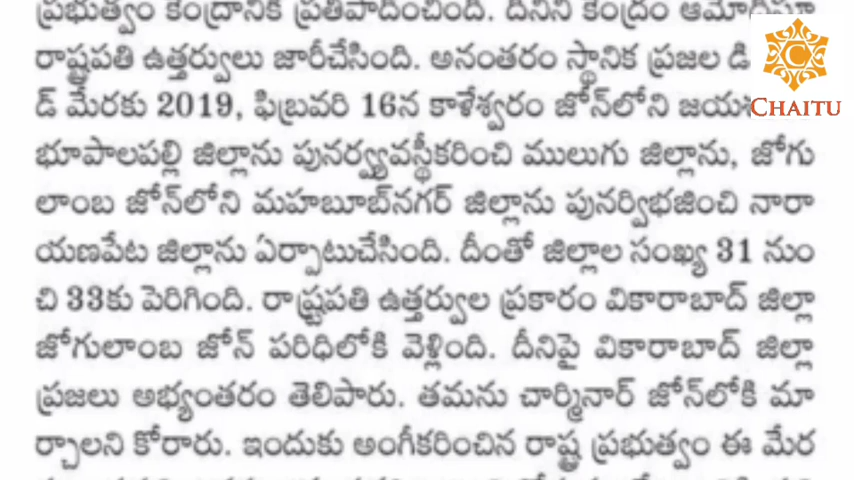 ప్రభుత్వం కేంద్రానికి ప్రతిపాదించింది. దీనిని కేంద్రం
రాష్ట్రపతి ఉత్తర్వులు జారీచేసింది. అనంతరం స్థానిక ప్రజల డి
CHAITU
డ్ మేరకు 2019, ఫిబ్రవరి 16న కాళేశ్వరం జోన్‌లోని జయశ
భూపాలపల్లి జిల్లాను పునర్వ్యవస్థీకరించి ములుగు జిల్లాను, జోగు
లాంబ జోన్‌లోని మహబూబ్‌నగర్ జిల్లాను పునర్విభజించి నారా
యణపేట జిల్లాను ఏర్పాటుచేసింది. దీంతో జిల్లాల సంఖ్య 31 నుం
చి 33కు పెరిగింది. రాష్ట్రపతి ఉత్తర్వుల ప్రకారం వికారాబాద్ జిల్లా
జోగులాంబ జోన్ పరిధిలోకి వెళ్లింది. దీనిపై వికారాబాద్ జిల్లా
ప్రజలు అభ్యంతరం తెలిపారు. తమను చార్మినార్ జోన్‌లోకి మా
ర్చాలని కోరారు. ఇందుకు అంగీకరించిన రాష్ట్ర ప్రభుత్వం ఈ మేర